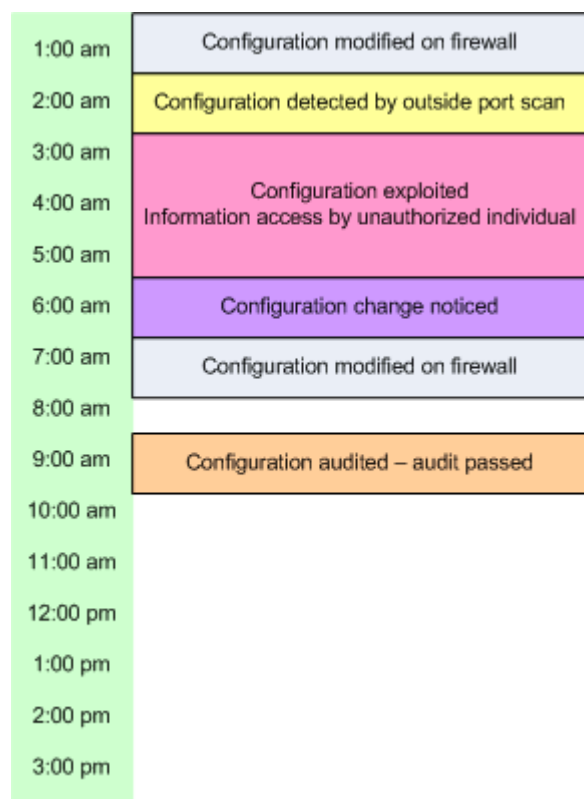 1:00 am
Configuration modified on firewall
2:00 am
Configuration detected by outside port scan
3:00 am
4:00 am
Configuration exploited
Information access by unauthorized individual
5:00 am
6:00 am
Configuration change noticed
7:00 am
Configuration modified on firewall
8:00 am
9:00 am
Configuration audited – audit passed
10:00 am
11:00 am
12:00 pm
1:00 pm
2:00 pm
3:00 pm